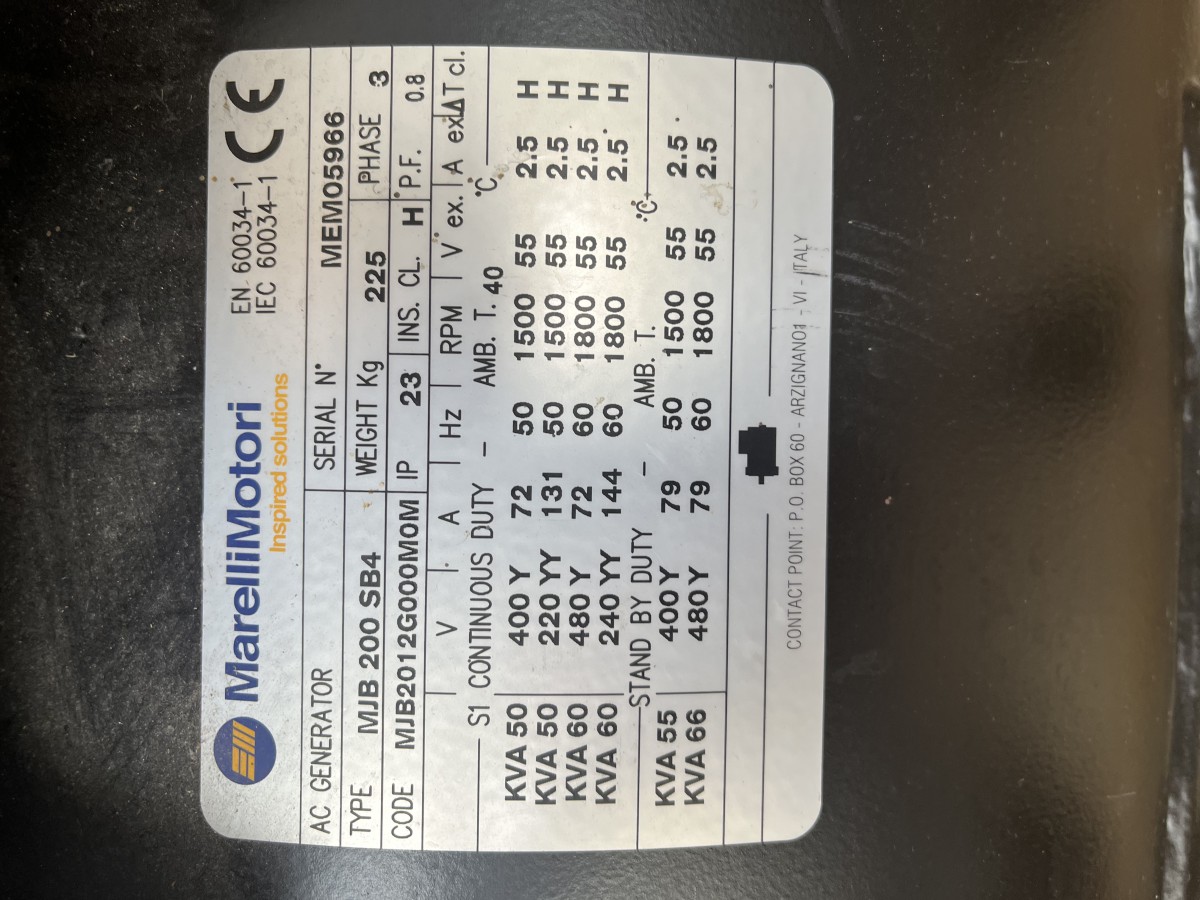 MarelliMotori
Inspired solutions
EN 60034-1
IEC 60034-1
CE
AC GENERATOR SERIAL N° MEM05966
TYPE MJB 200 SB4 WEIGHT Kg 225 PHASE 3
CODE MJB2012G000M0M IP 23 INS. CL. H P.F. 0.8
V A Hz RPM V ex. A ex ΔT cl.
S1 CONTINUOUS DUTY - AMB. T. 40 °C
KVA 50 400 Y 72 50 1500 55 2.5 H
KVA 50 220 YY 131 50 1500 55 2.5 H
KVA 60 480 Y 72 60 1800 55 2.5 H
KVA 60 240 YY 144 60 1800 55 2.5 H
STAND BY DUTY - AMB. T. °C
KVA 55 400 Y 79 50 1500 55 2.5
KVA 66 480 Y 79 60 1800 55 2.5
CONTACT POINT: P.O. BOX 60 - ARZIGNANO1 - VI - ITALY